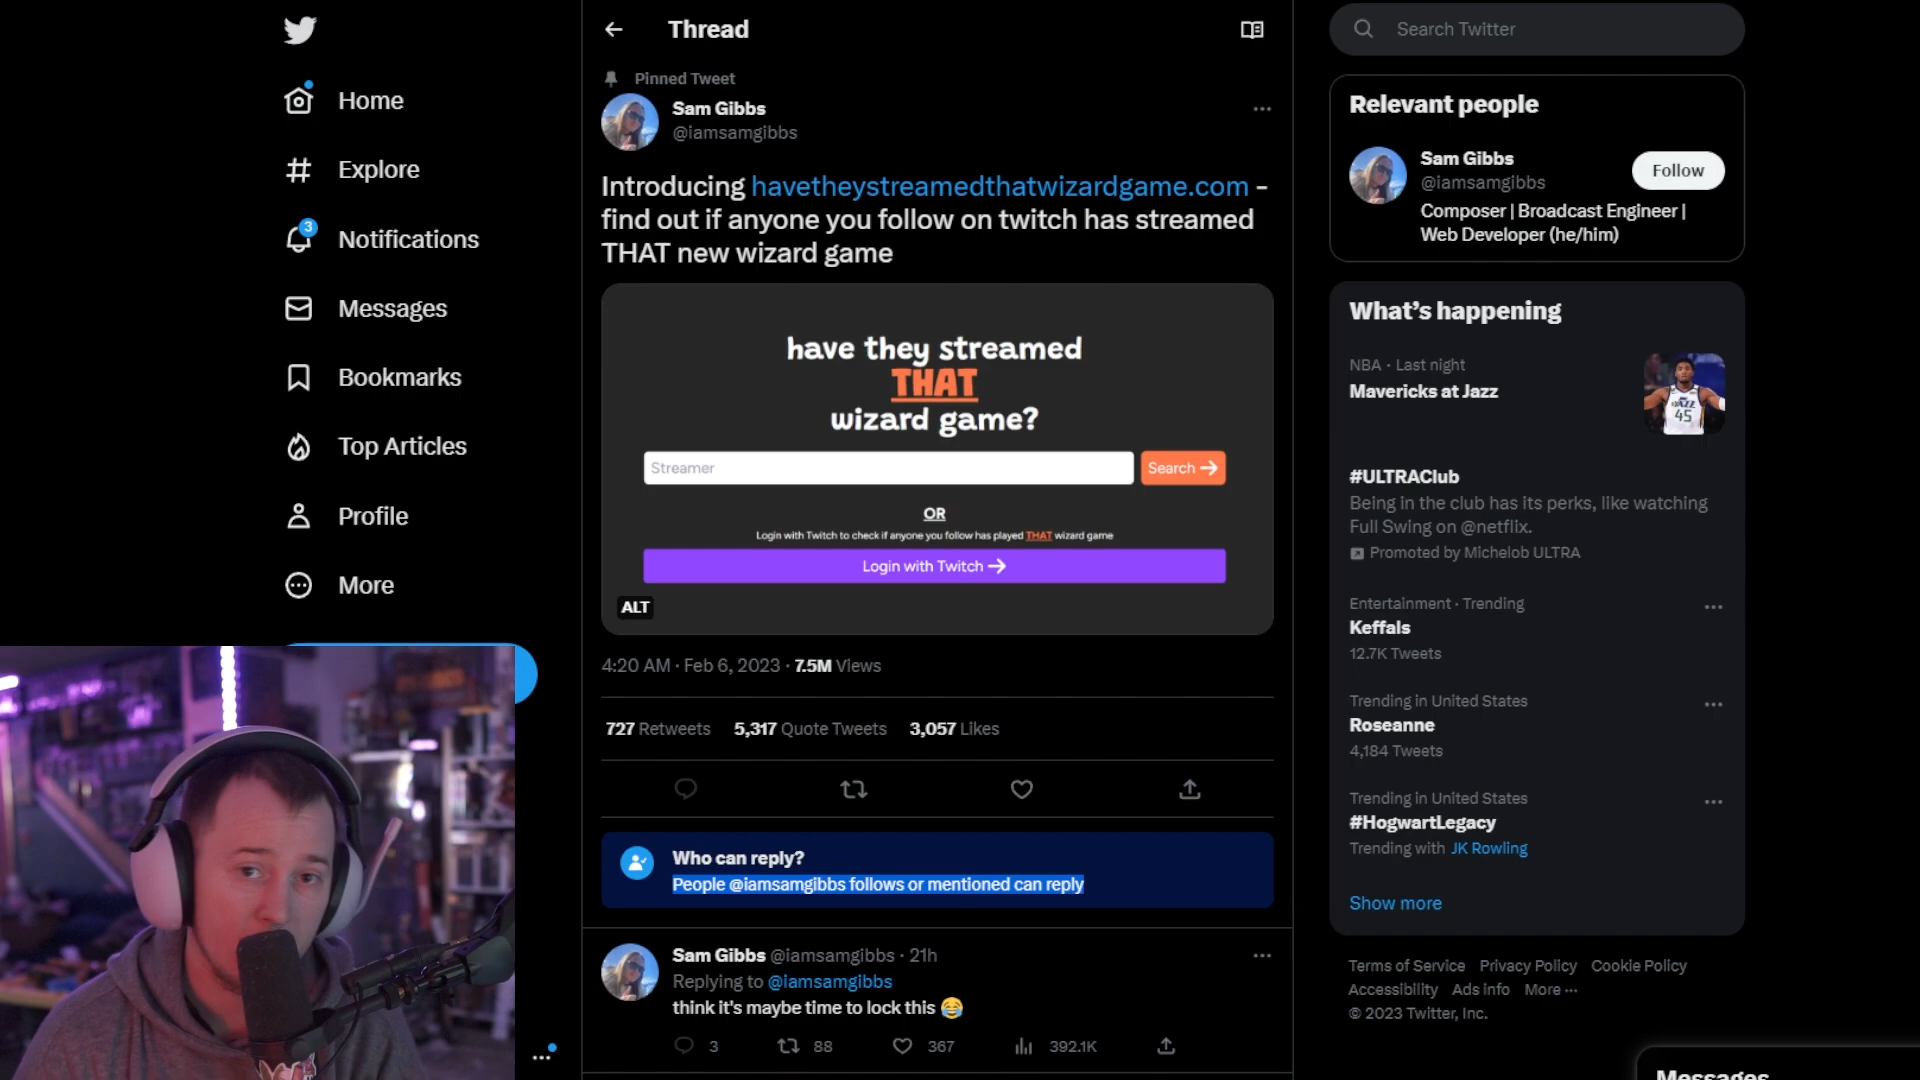 Home
Explore
3
Notifications
Messages
Bookmarks
Top Articles
Profile
More
Thread
Pinned Tweet
Sam Gibbs
@iamsamgibbs
Introducing havetheystreamedthatwizardgame.com -
find out if anyone you follow on twitch has streamed
THAT new wizard game
have they streamed
THAT
wizard game?
Streamer
Search →
OR
Login with Twitch to check if anyone you follow has played THAT wizard game
Login with Twitch →
ALT
4:20 AM · Feb 6, 2023 · 7.5M Views
727 Retweets 5,317 Quote Tweets 3,057 Likes
Who can reply?
People @iamsamgibbs follows or mentioned can reply
Sam Gibbs @iamsamgibbs · 21h
Replying to @iamsamgibbs
think it's maybe time to lock this 😂
3 88 367 392.1K
Search Twitter
Relevant people
Sam Gibbs
@iamsamgibbs
Follow
Composer | Broadcast Engineer |
Web Developer (he/him)
What's happening
NBA · Last night
Mavericks at Jazz
JAZZ
45
#ULTRAClub
Being in the club has its perks, like watching
Full Swing on @netflix.
Promoted by Michelob ULTRA
Entertainment · Trending
Keffals
12.7K Tweets
Trending in United States
Roseanne
4,184 Tweets
Trending in United States
#HogwartLegacy
Trending with JK Rowling
Show more
Terms of Service Privacy Policy Cookie Policy
Accessibility Ads info More ···
© 2023 Twitter, Inc.
Messages